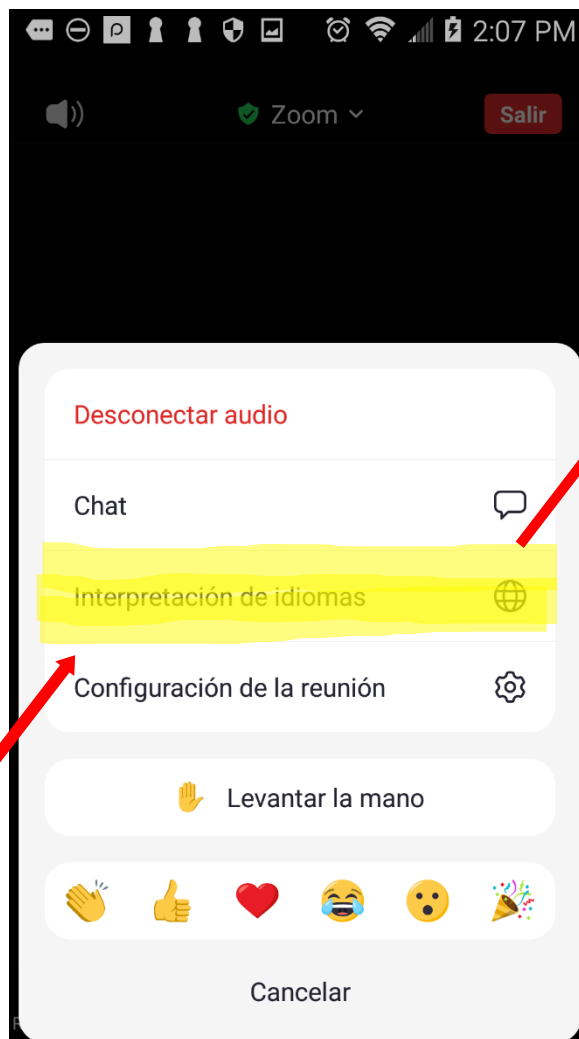 2:07 PM
Zoom
Salir
Desconectar audio
Chat
Interpretación de idiomas
Configuración de la reunión
Levantar la mano
Cancelar